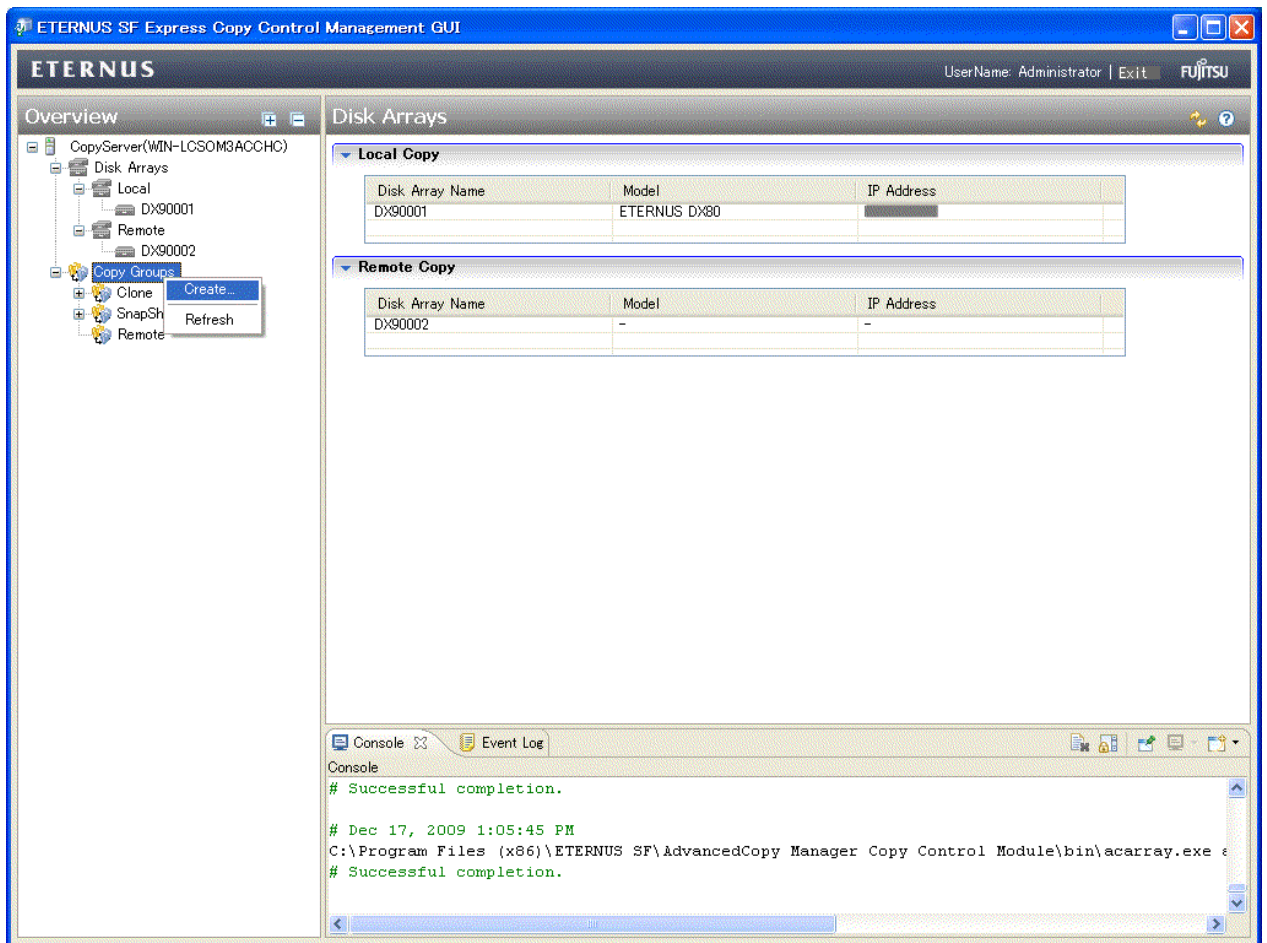 ETERNUS SF Express Copy Control Management GUI
ETERNUS
UserName: Administrator | Exit
FUJITSU
Overview
CopyServer(WIN-LCSOM3ACCHC)
Disk Arrays
Local
DX90001
Remote
DX90002
Copy Groups
Clone
SnapSh
Remote
Create...
Refresh
Disk Arrays
Local Copy
Disk Array Name Model IP Address
DX90001 ETERNUS DX80
Remote Copy
Disk Array Name Model IP Address
DX90002 - -
Console Event Log
Console
# Successful completion.
# Dec 17, 2009 1:05:45 PM
C:\Program Files (x86)\ETERNUS SF\AdvancedCopy Manager Copy Control Module\bin\acarray.exe
# Successful completion.